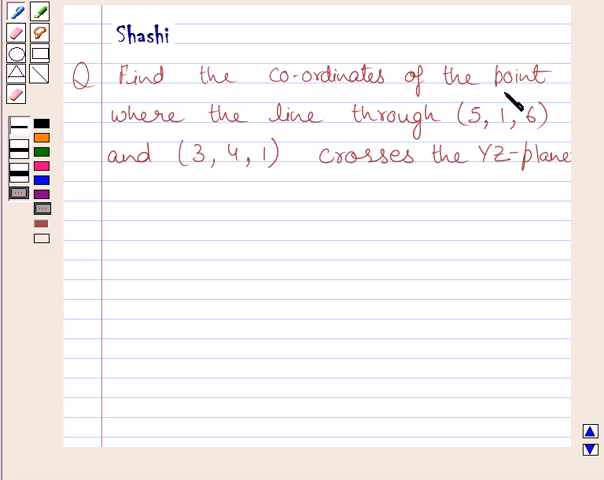 Shashi
Q Find the co-ordinates of the point
where the line through (5, 1, 6)
and (3, 4, 1) crosses the YZ-plane